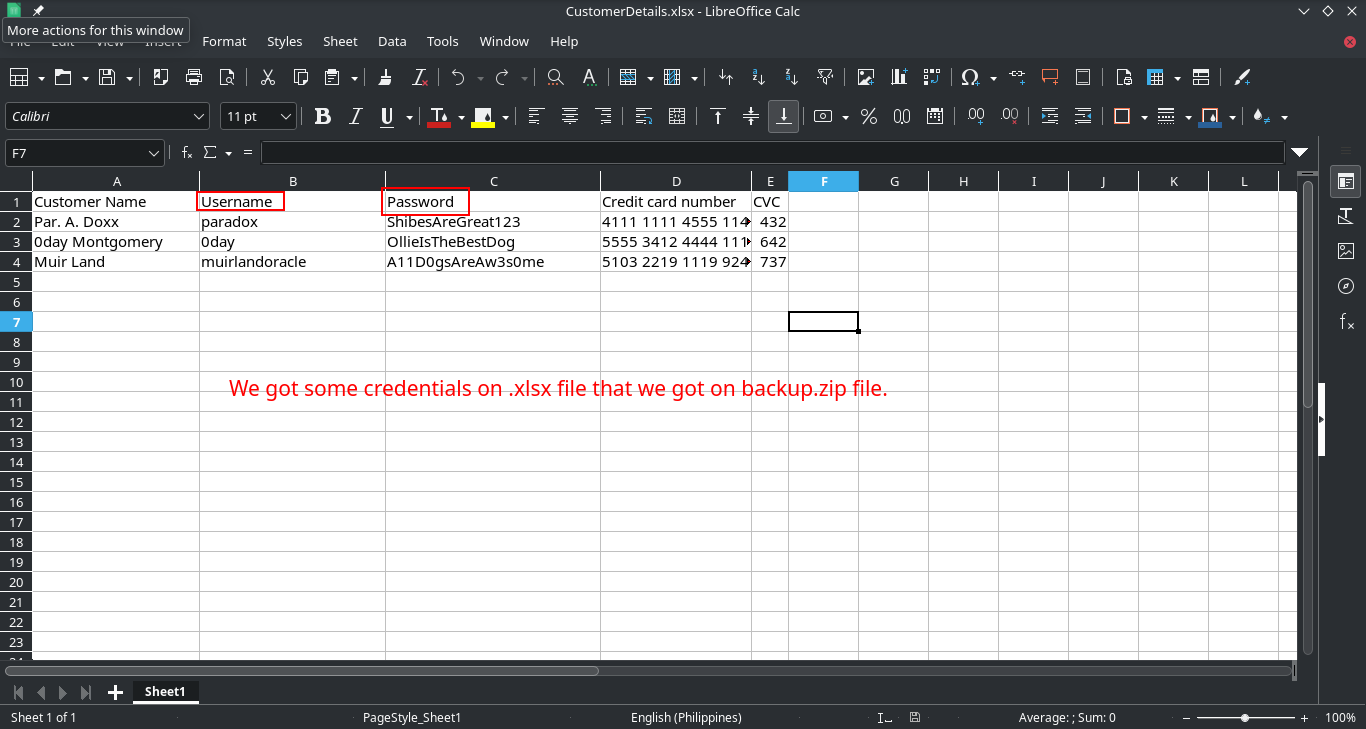 CustomerDetails.xlsx - LibreOffice Calc
More actions for this window
Format Styles Sheet Data Tools Window Help
Calibri 11 pt
F7
A B C D E F G H I J K L
1 Customer Name Username Password Credit card number CVC
2 Par. A. Doxx paradox ShibesAreGreat123 4111 1111 4555 114 432
3 0day Montgomery 0day OllieIsTheBestDog 5555 3412 4444 111 642
4 Muir Land muirlandoracle A11D0gsAreAw3s0me 5103 2219 1119 924 737
5
6
7
8
9
10
We got some credentials on .xlsx file that we got on backup.zip file.
11
12
13
14
15
16
17
18
19
20
21
22
23
Sheet1
Sheet 1 of 1 PageStyle_Sheet1 English (Philippines) Average: ; Sum: 0 100%